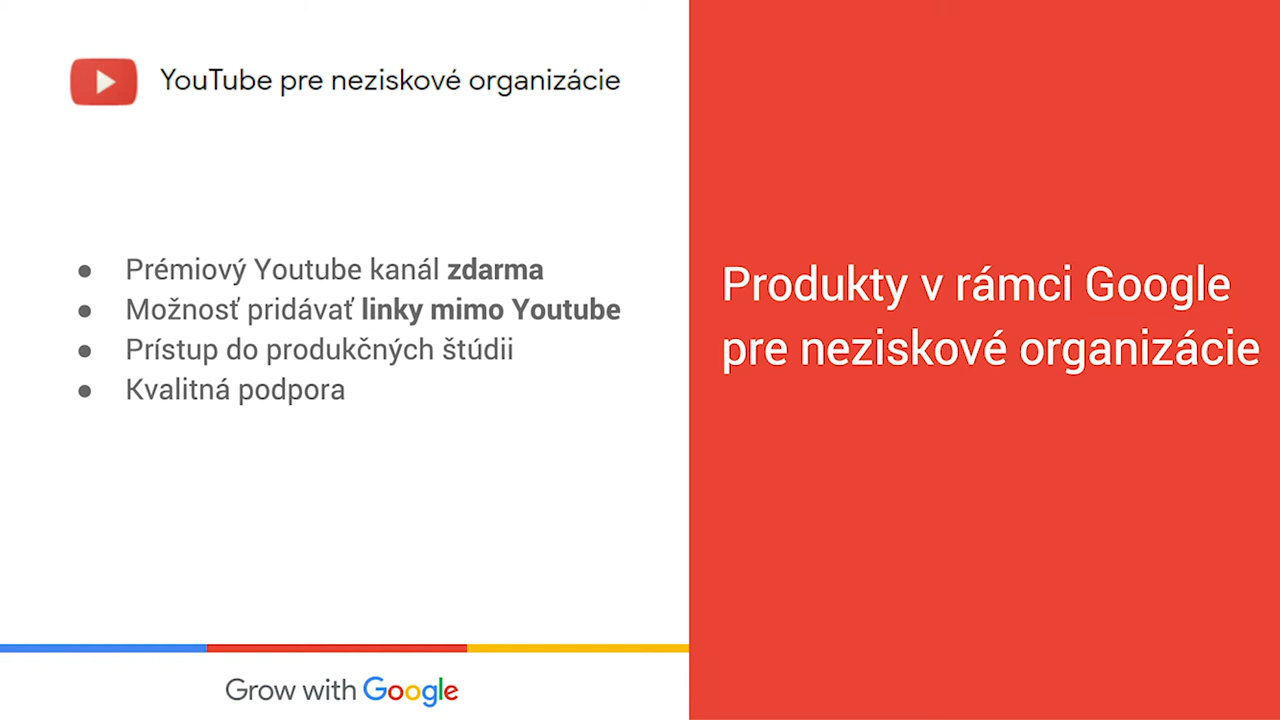 YouTube pre neziskové organizácie
● Prémiový Youtube kanál zdarma
● Možnosť pridávať linky mimo Youtube
● Prístup do produkčných štúdii
● Kvalitná podpora
Grow with Google
Produkty v rámci Google
pre neziskové organizácie